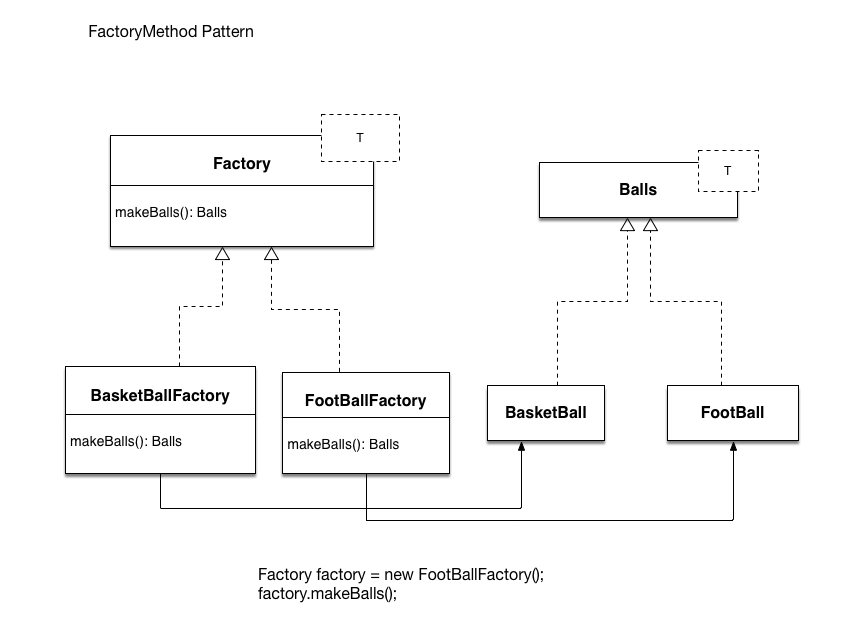 FactoryMethod Pattern
T
Factory
makeBalls(): Balls
T
Balls
BasketBallFactory
makeBalls(): Balls
FootBallFactory
makeBalls(): Balls
BasketBall
FootBall
Factory factory = new FootBallFactory();
factory.makeBalls();